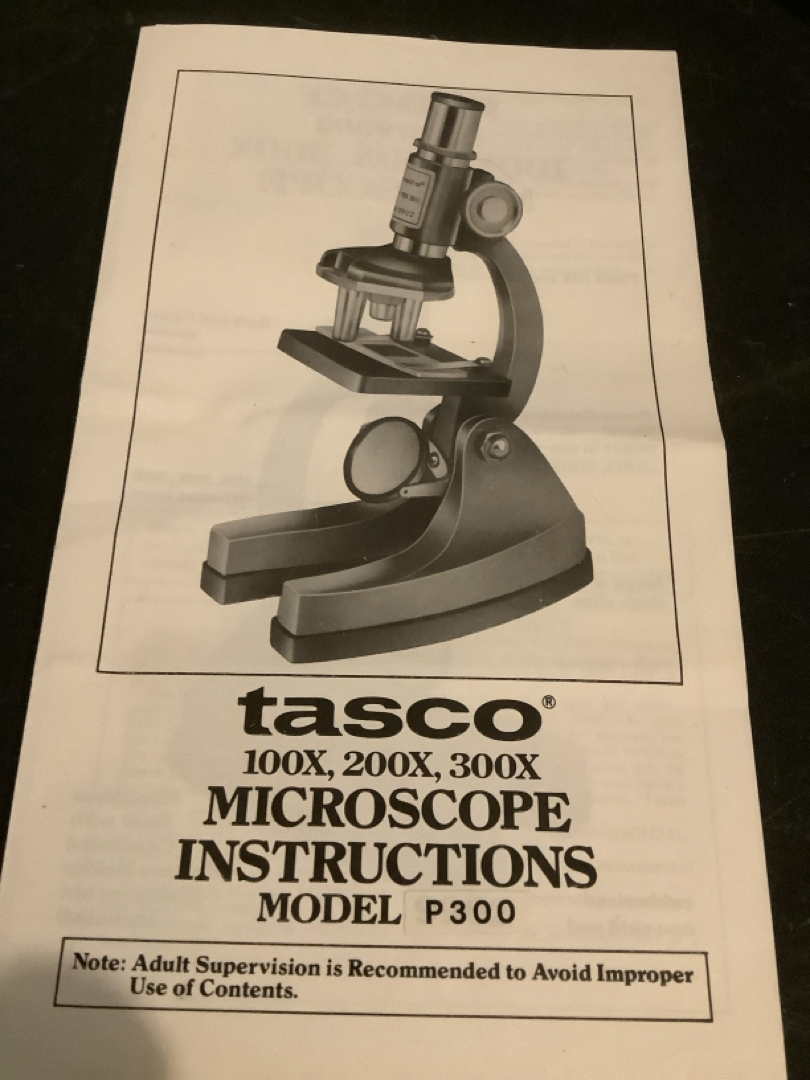 tasco®
100X, 200X, 300X
MICROSCOPE
INSTRUCTIONS
MODEL P300
Note: Adult Supervision is Recommended to Avoid Improper
Use of Contents.